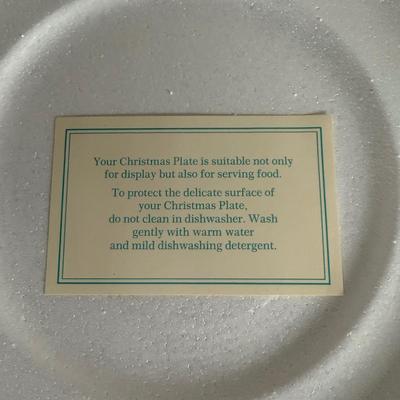 Your Christmas Plate is suitable not only
for display but also for serving food.
To protect the delicate surface of
your Christmas Plate,
do not clean in dishwasher. Wash
gently with warm water
and mild dishwashing detergent.